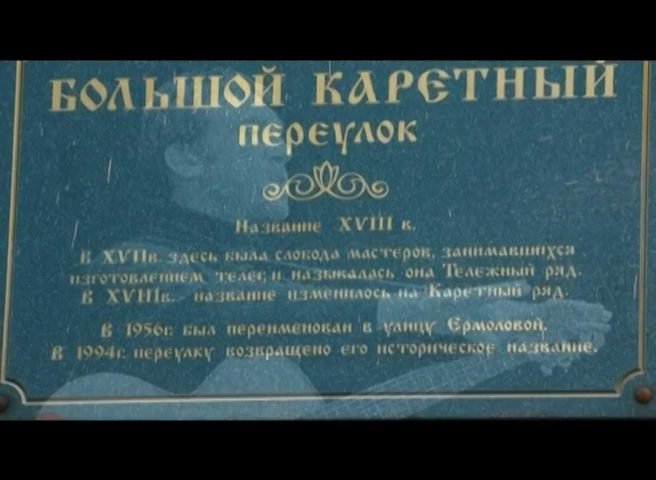 БОЛЬШОЙ КАРЕТНЫЙ
ПЕРЕУЛОК
Название XVIII в.
В XVIIв. здесь была слобода мастеров, занимавшихся
изготовлением телег, и называлась она Тележный ряд.
В XVIIIв. название изменилось на Каретный ряд.
В 1956г. был переименован в улицу Ермоловой.
В 1994г. переулку возвращено его историческое название.